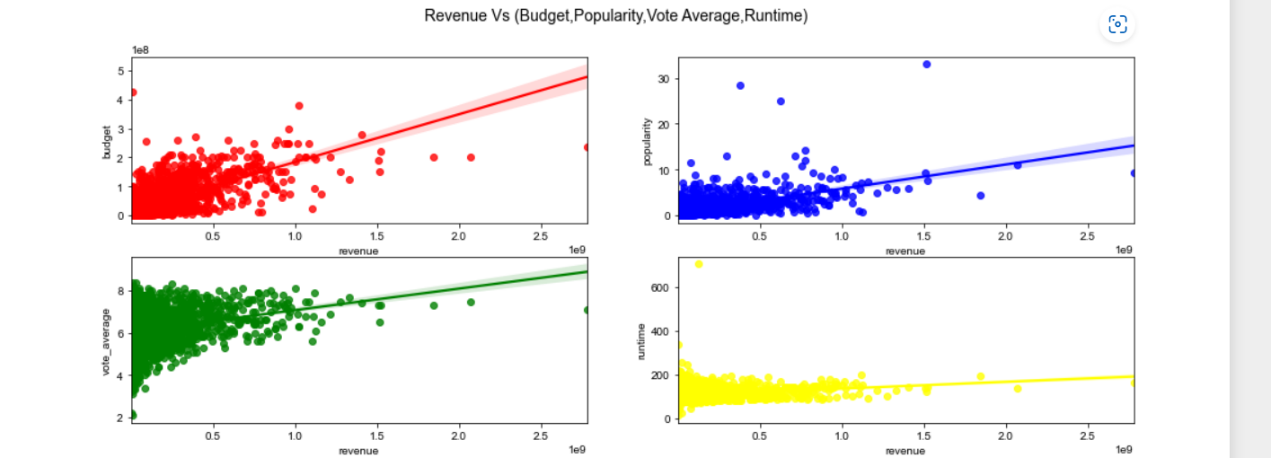 Revenue Vs (Budget,Popularity,Vote Average,Runtime)
1e8
5
4
3
2
1
0
budget
0.5 1.0 1.5 2.0 2.5
1e9
revenue
30
20
10
0
popularity
0.5 1.0 1.5 2.0 2.5
1e9
revenue
8
6
4
2
vote_average
0.5 1.0 1.5 2.0 2.5
1e9
revenue
600
400
200
0
runtime
0.5 1.0 1.5 2.0 2.5
1e9
revenue